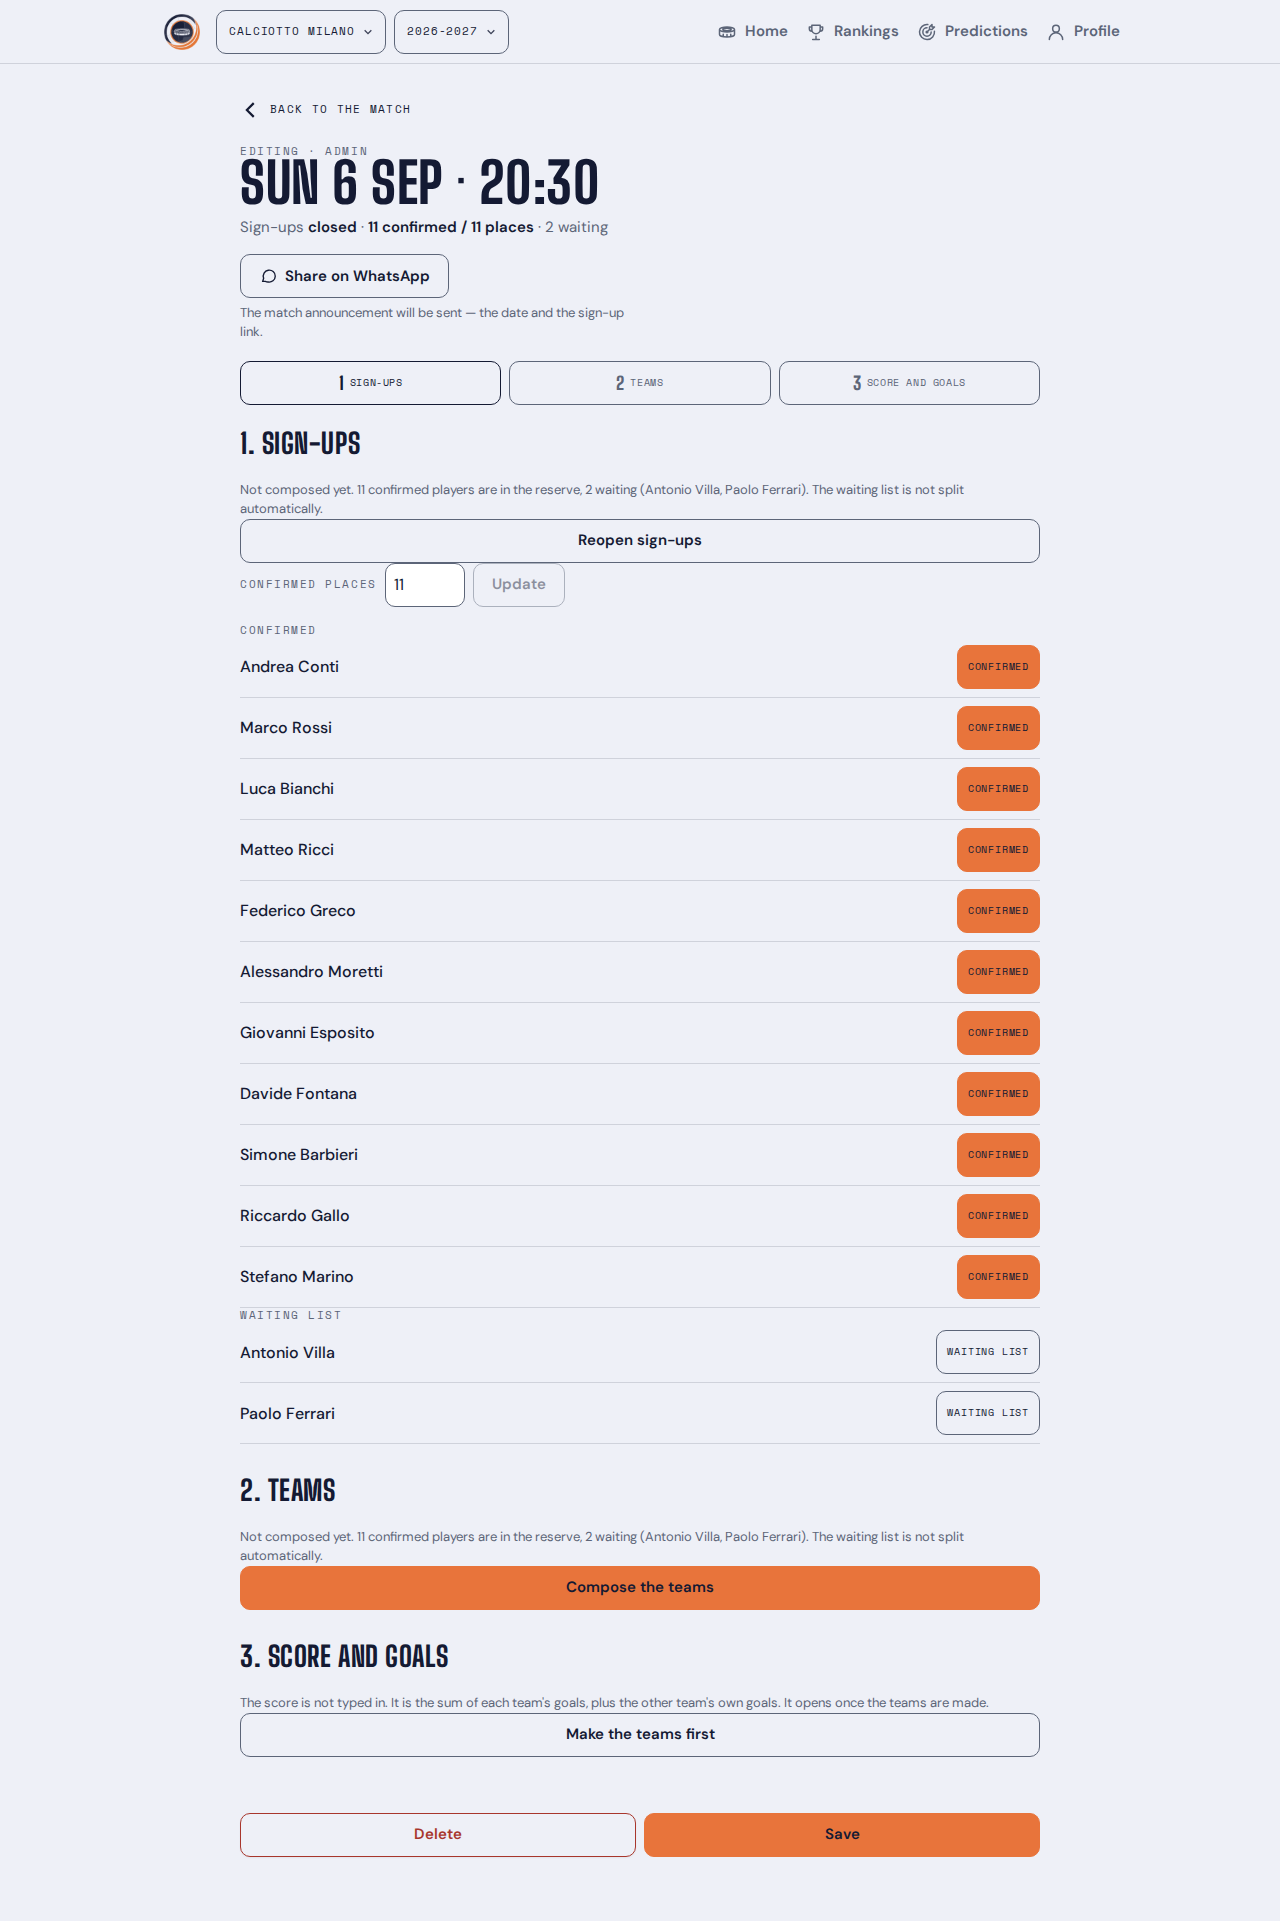 CALCIOTTO MILANO
2026-2027
Home
Rankings
Predictions
Profile
BACK TO THE MATCH
EDITING · ADMIN
SUN 6 SEP · 20:30
Sign-ups closed · 11 confirmed / 11 places · 2 waiting
Share on WhatsApp
The match announcement will be sent — the date and the sign-up
link.
1 SIGN-UPS
2 TEAMS
3 SCORE AND GOALS
1. SIGN-UPS
Not composed yet. 11 confirmed players are in the reserve, 2 waiting (Antonio Villa, Paolo Ferrari). The waiting list is not split
automatically.
Reopen sign-ups
CONFIRMED PLACES 11 Update
CONFIRMED
Andrea Conti CONFIRMED
Marco Rossi CONFIRMED
Luca Bianchi CONFIRMED
Matteo Ricci CONFIRMED
Federico Greco CONFIRMED
Alessandro Moretti CONFIRMED
Giovanni Esposito CONFIRMED
Davide Fontana CONFIRMED
Simone Barbieri CONFIRMED
Riccardo Gallo CONFIRMED
Stefano Marino CONFIRMED
WAITING LIST
Antonio Villa WAITING LIST
Paolo Ferrari WAITING LIST
2. TEAMS
Not composed yet. 11 confirmed players are in the reserve, 2 waiting (Antonio Villa, Paolo Ferrari). The waiting list is not split
automatically.
Compose the teams
3. SCORE AND GOALS
The score is not typed in. It is the sum of each team's goals, plus the other team's own goals. It opens once the teams are made.
Make the teams first
Delete
Save